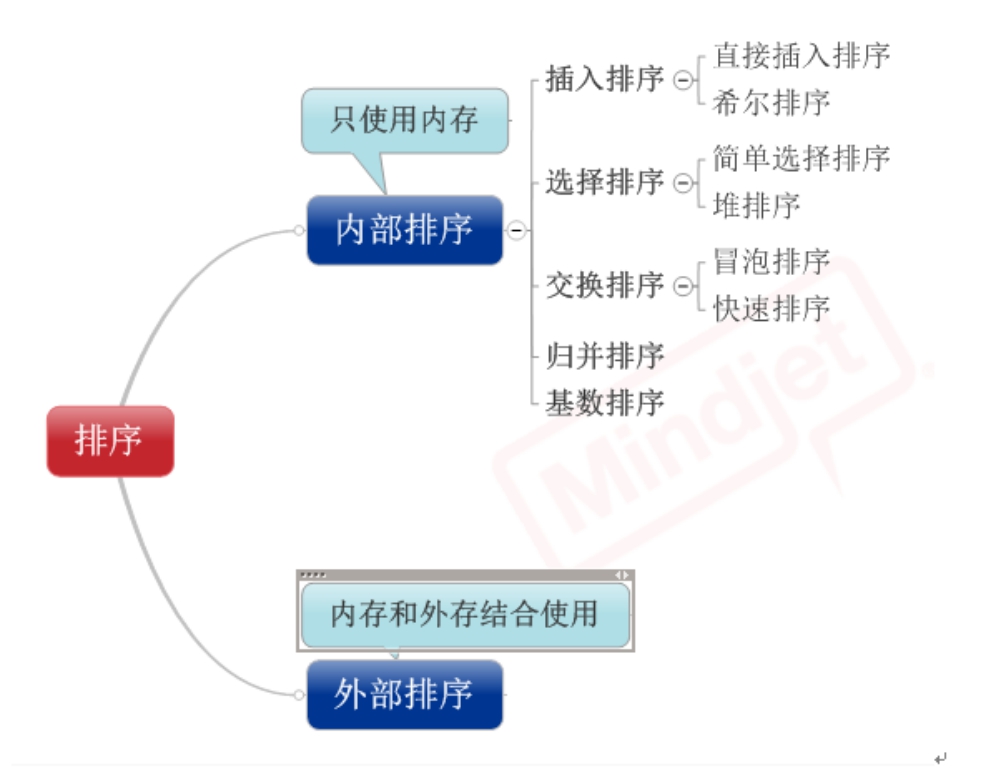 直接插入排序
插入排序
希尔排序
只使用内存
简单选择排序
选择排序
堆排序
内部排序
冒泡排序
交换排序
快速排序
归并排序
基数排序
Mindjet
排序
内存和外存结合使用
外部排序